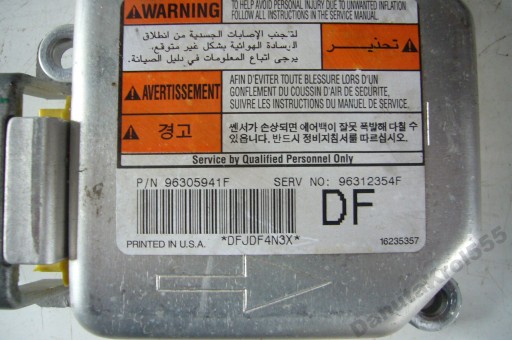 WARNING
TO HELP AVOID PERSONAL INJURY DUE TO UNWANTED INFLATION
FOLLOW ALL INSTRUCTIONS IN THE SERVICE MANUAL.
تحذير
لتجنب الإصابات الجسدية من انطلاق
الوسادة الهوائية بشكل غير متوقع،
يرجى اتباع المعلومات في دليل الصيانة.
AVERTISSEMENT
AFIN D'ÉVITER TOUTE BLESSURE LORS D'UN
GONFLEMENT DU COUSSIN D'AIR DE SÉCURITÉ,
SUIVRE LES INSTRUCTIONS DU MANUEL DE SERVICE.
경고
센서가 손상되면 에어백이 잘못 폭발해 다칠 수
있읍니다. 반드시 정비지침서를 따르십시오.
Service by Qualified Personnel Only
P/N 96305941F
SERV NO: 96312354F
DF
*DFJDF4N3X*
PRINTED IN U.S.A.
16235357
Danutakrol355